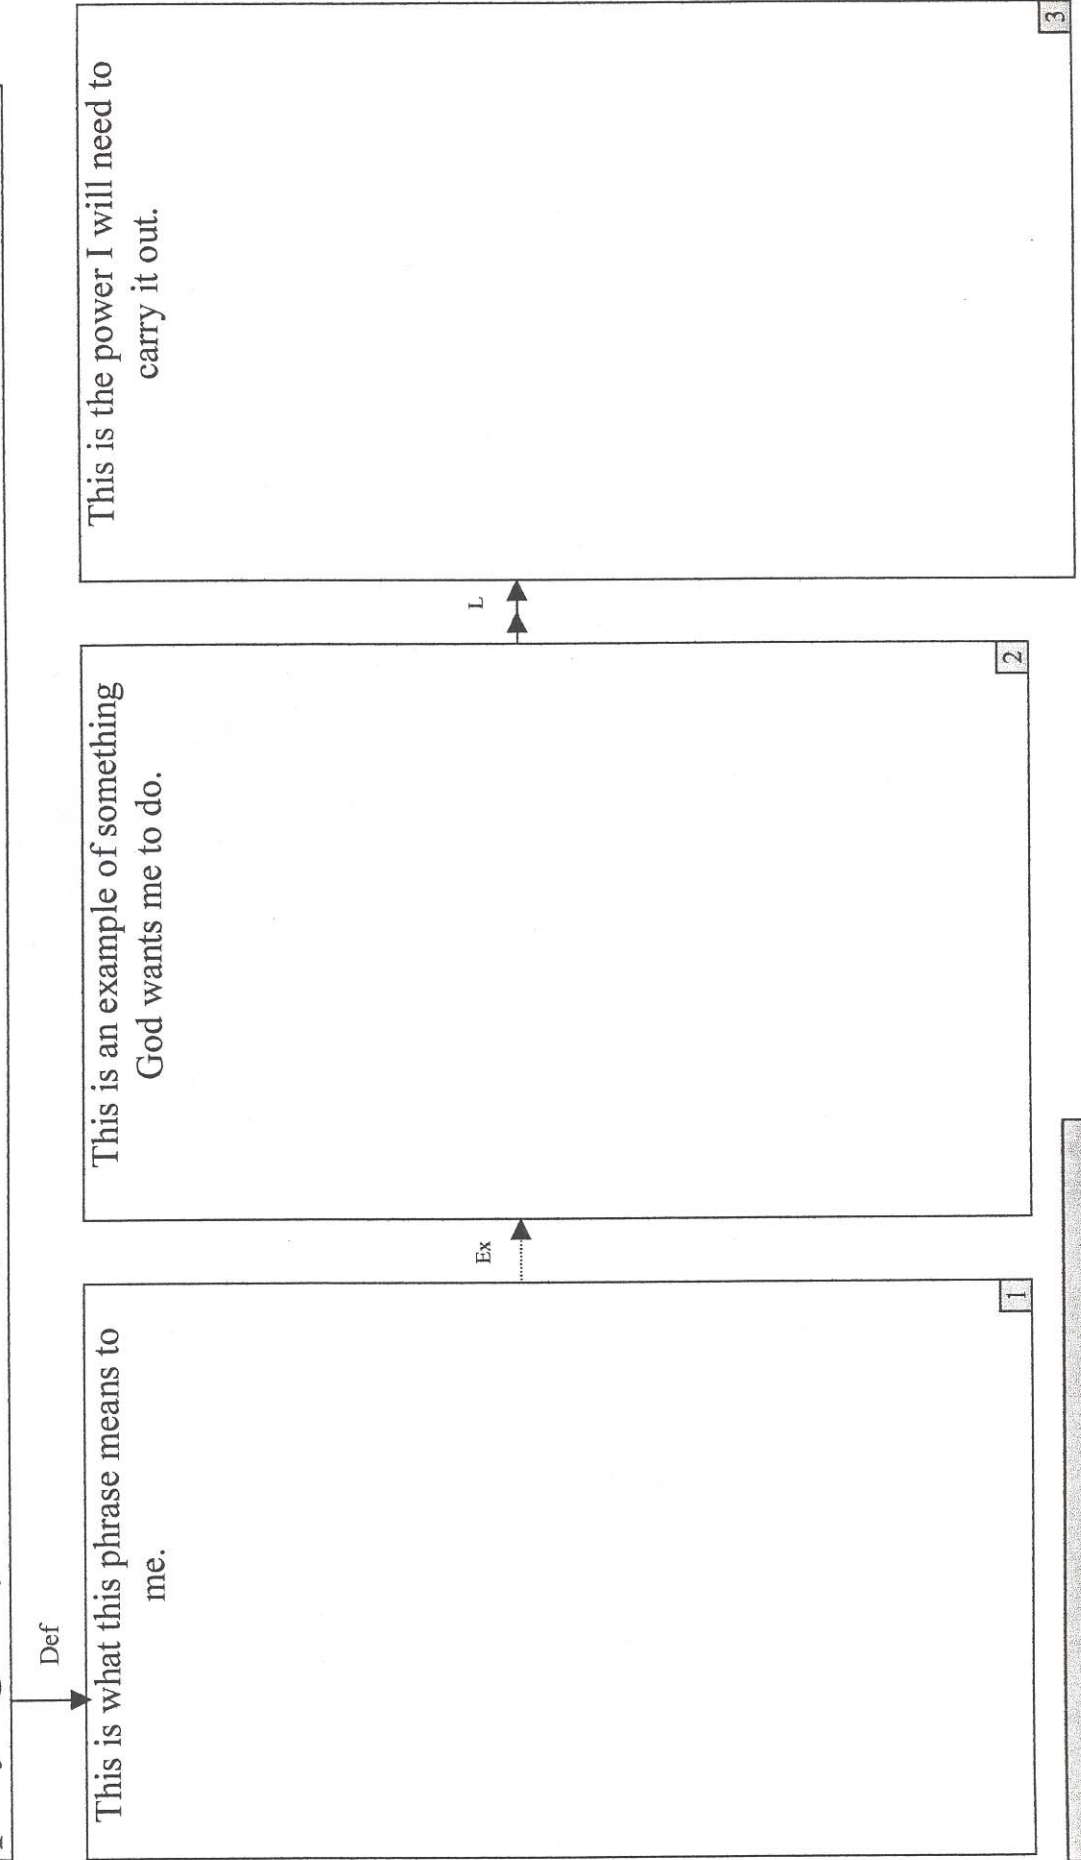 Def
This is what this phrase means to
me.
1
Ex
This is an example of something
God wants me to do.
2
L
This is the power I will need to
carry it out.
3